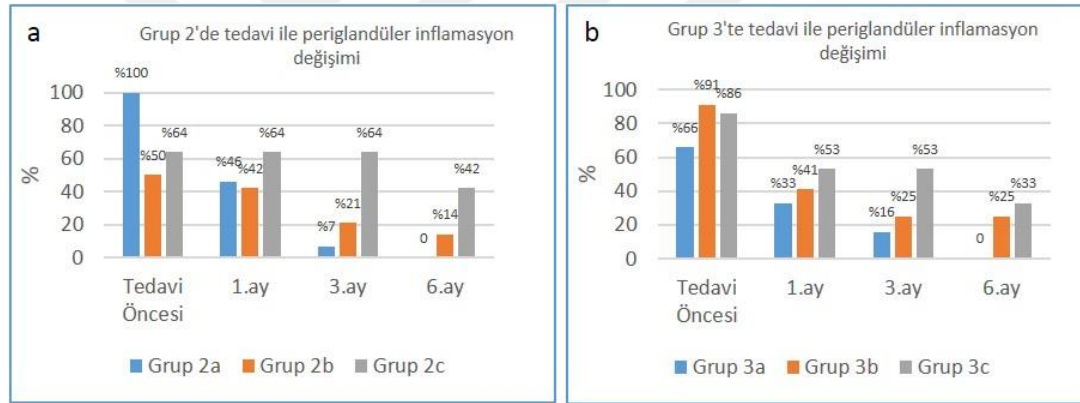 a
Grup 2'de tedavi ile periglandüler inflamasyon
değişimi
%100
%50
%64
%46
%42
%64
%7
%21
%64
0
%14
%42
100
80
60
40
20
0
%
Tedavi
Öncesi
1.ay
3.ay
6.ay
Grup 2a
Grup 2b
Grup 2c
b
Grup 3'te tedavi ile periglandüler inflamasyon
değişimi
%66
%91
%86
%33
%41
%53
%16
%25
%53
0
%25
%33
100
80
60
40
20
0
%
Tedavi
Öncesi
1.ay
3.ay
6.ay
Grup 3a
Grup 3b
Grup 3c